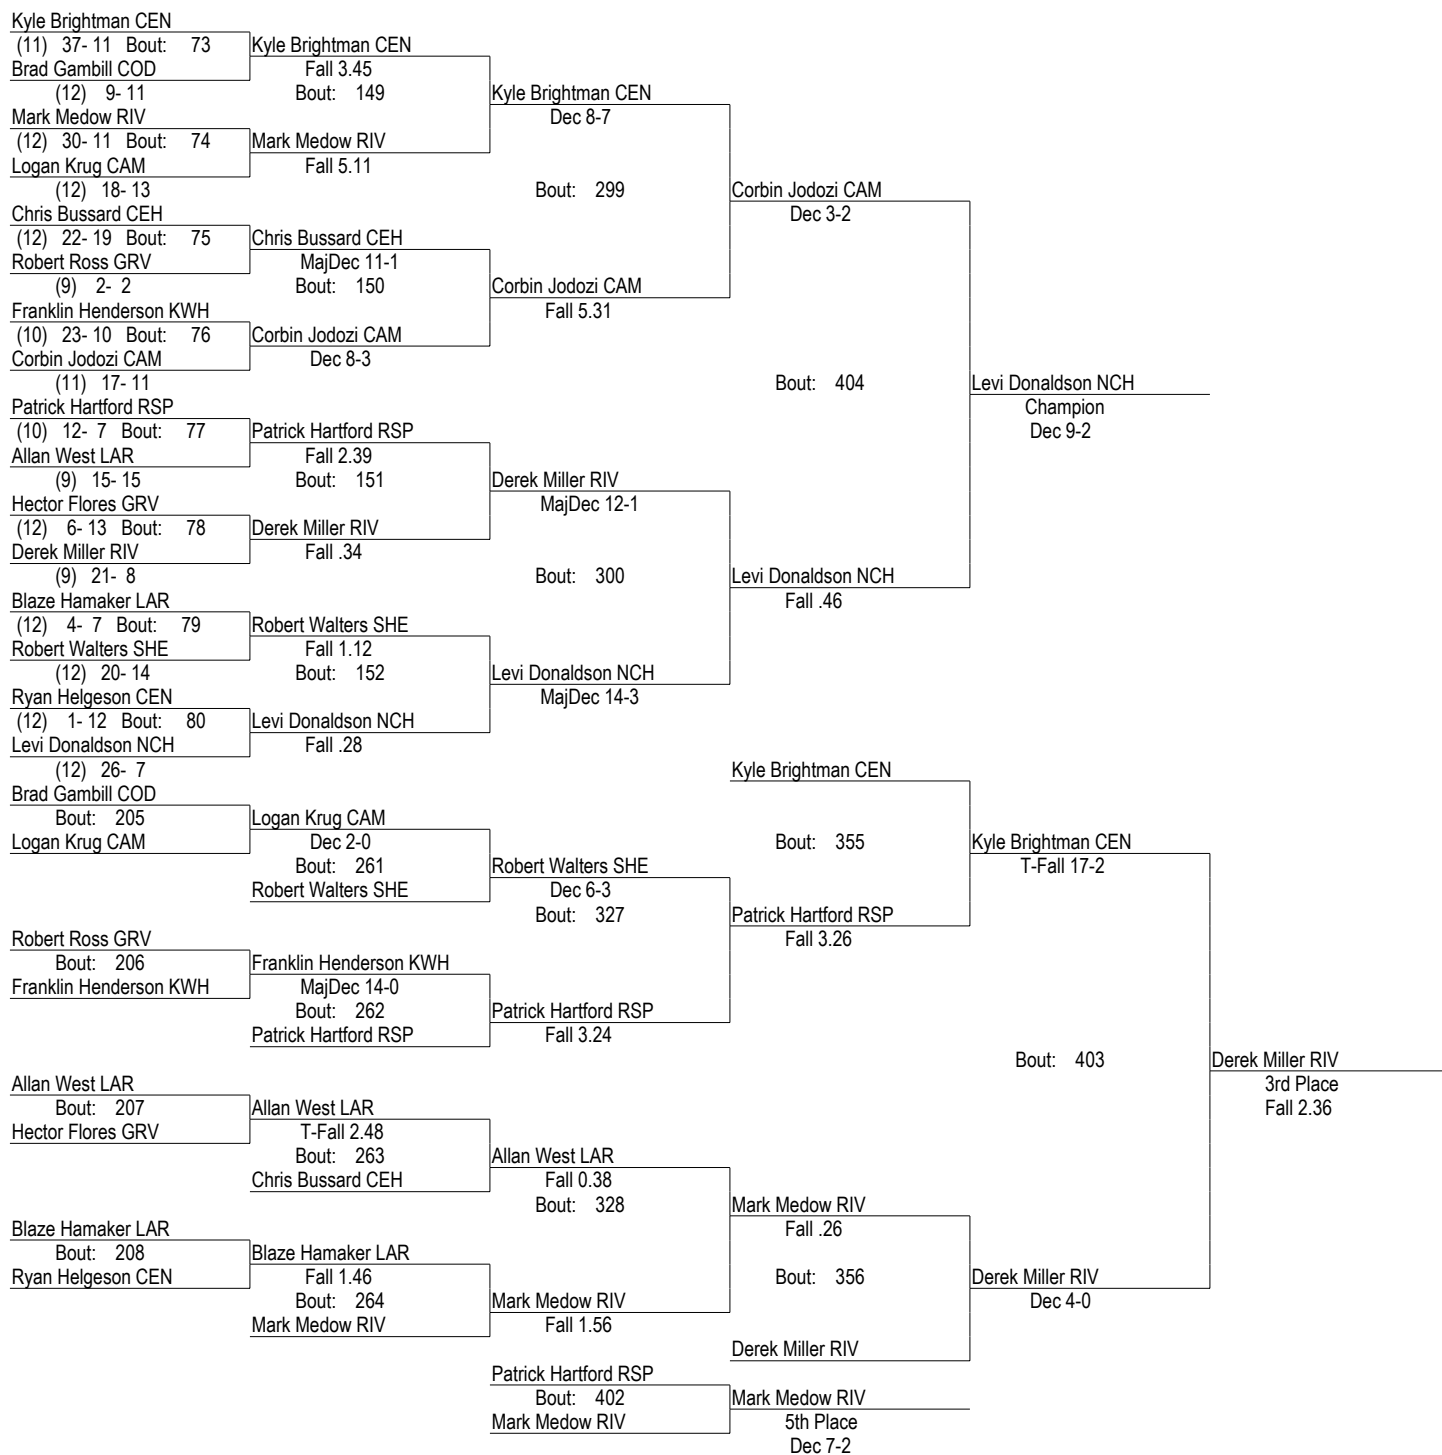 Kyle Brightman CEN
(11) 37- 11 Bout: 73 Kyle Brightman CEN
Brad Gambill COD Fall 3.45
(12) 9- 11 Bout: 149 Kyle Brightman CEN
Mark Medow RIV Dec 8-7
(12) 30- 11 Bout: 74 Mark Medow RIV
Logan Krug CAM Fall 5.11
(12) 18- 13 Bout: 299 Corbin Jodozi CAM
Chris Bussard CEH Dec 3-2
(12) 22- 19 Bout: 75 Chris Bussard CEH
Robert Ross GRV MajDec 11-1
(9) 2- 2 Bout: 150 Corbin Jodozi CAM
Franklin Henderson KWH Fall 5.31
(10) 23- 10 Bout: 76 Corbin Jodozi CAM
Corbin Jodozi CAM Dec 8-3
(11) 17- 11 Bout: 404 Levi Donaldson NCH
Patrick Hartford RSP Champion
(10) 12- 7 Bout: 77 Patrick Hartford RSP Dec 9-2
Allan West LAR Fall 2.39
(9) 15- 15 Bout: 151 Derek Miller RIV
Hector Flores GRV MajDec 12-1
(12) 6- 13 Bout: 78 Derek Miller RIV
Derek Miller RIV Fall .34
(9) 21- 8 Bout: 300 Levi Donaldson NCH
Blaze Hamaker LAR Fall .46
(12) 4- 7 Bout: 79 Robert Walters SHE
Robert Walters SHE Fall 1.12
(12) 20- 14 Bout: 152 Levi Donaldson NCH
Ryan Helgeson CEN MajDec 14-3
(12) 1- 12 Bout: 80 Levi Donaldson NCH
Levi Donaldson NCH Fall .28
(12) 26- 7 Kyle Brightman CEN
Brad Gambill COD
Bout: 205 Logan Krug CAM
Logan Krug CAM Dec 2-0 Bout: 355 Kyle Brightman CEN
Bout: 261 Robert Walters SHE T-Fall 17-2
Robert Walters SHE Dec 6-3
Bout: 327 Patrick Hartford RSP
Robert Ross GRV Fall 3.26
Bout: 206 Franklin Henderson KWH
Franklin Henderson KWH MajDec 14-0
Bout: 262 Patrick Hartford RSP
Patrick Hartford RSP Fall 3.24
Bout: 403 Derek Miller RIV
Allan West LAR 3rd Place
Bout: 207 Allan West LAR Fall 2.36
Hector Flores GRV T-Fall 2.48
Bout: 263 Allan West LAR
Chris Bussard CEH Fall 0.38
Bout: 328 Mark Medow RIV
Blaze Hamaker LAR Fall .26
Bout: 208 Blaze Hamaker LAR
Ryan Helgeson CEN Fall 1.46 Bout: 356 Derek Miller RIV
Bout: 264 Mark Medow RIV Dec 4-0
Mark Medow RIV Fall 1.56
Derek Miller RIV
Patrick Hartford RSP
Bout: 402 Mark Medow RIV
Mark Medow RIV 5th Place
Dec 7-2